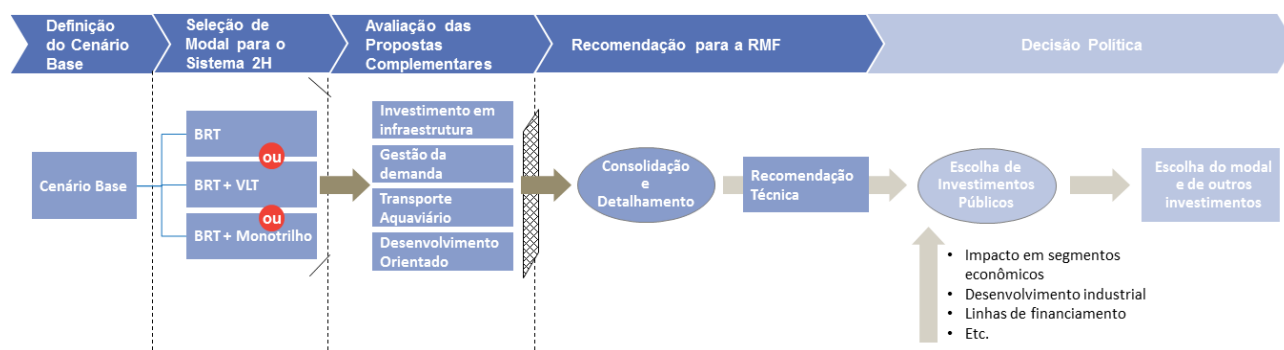 Definição
do Cenário
Base
Seleção de
Modal para o
Sistema 2H
Avaliação das
Propostas
Complementares
Recomendação para a RMF
Decisão Política
Cenário Base
BRT
ou
BRT + VLT
ou
BRT + Monotrilho
Investimento em
infraestrutura
Gestão da
demanda
Transporte
Aquaviário
Desenvolvimento
Orientado
Consolidação
e
Detalhamento
Recomendação
Técnica
Escolha de
Investimentos
Públicos
Escolha do modal
e de outros
investimentos
• Impacto em segmentos
econômicos
• Desenvolvimento industrial
• Linhas de financiamento
• Etc.